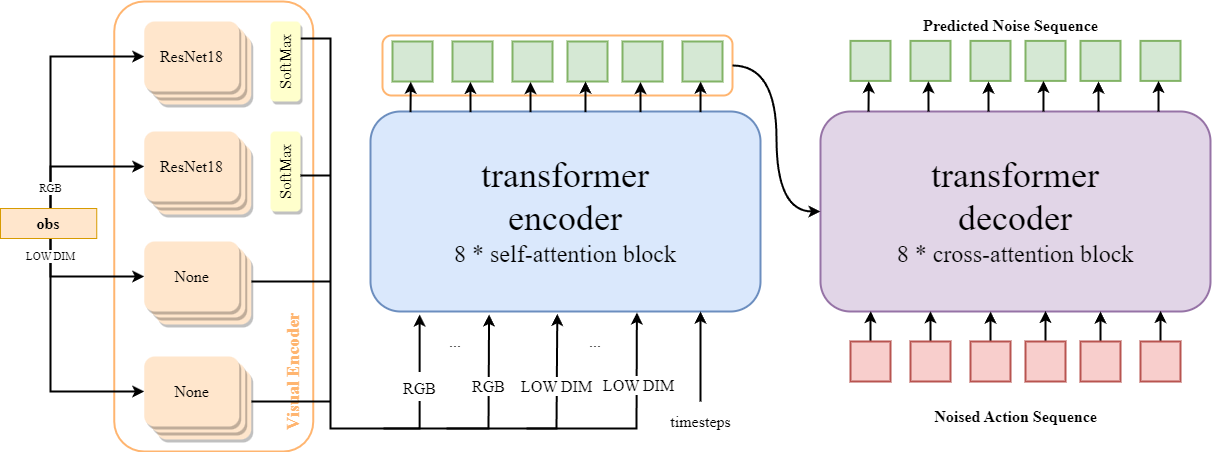 obs
RGB
LOW DIM
ResNet18
SoftMax
ResNet18
SoftMax
None
None
Visual Encoder
transformer
encoder
8 * self-attention block
RGB
...
RGB
LOW DIM
...
LOW DIM
timesteps
Predicted Noise Sequence
transformer
decoder
8 * cross-attention block
Noised Action Sequence